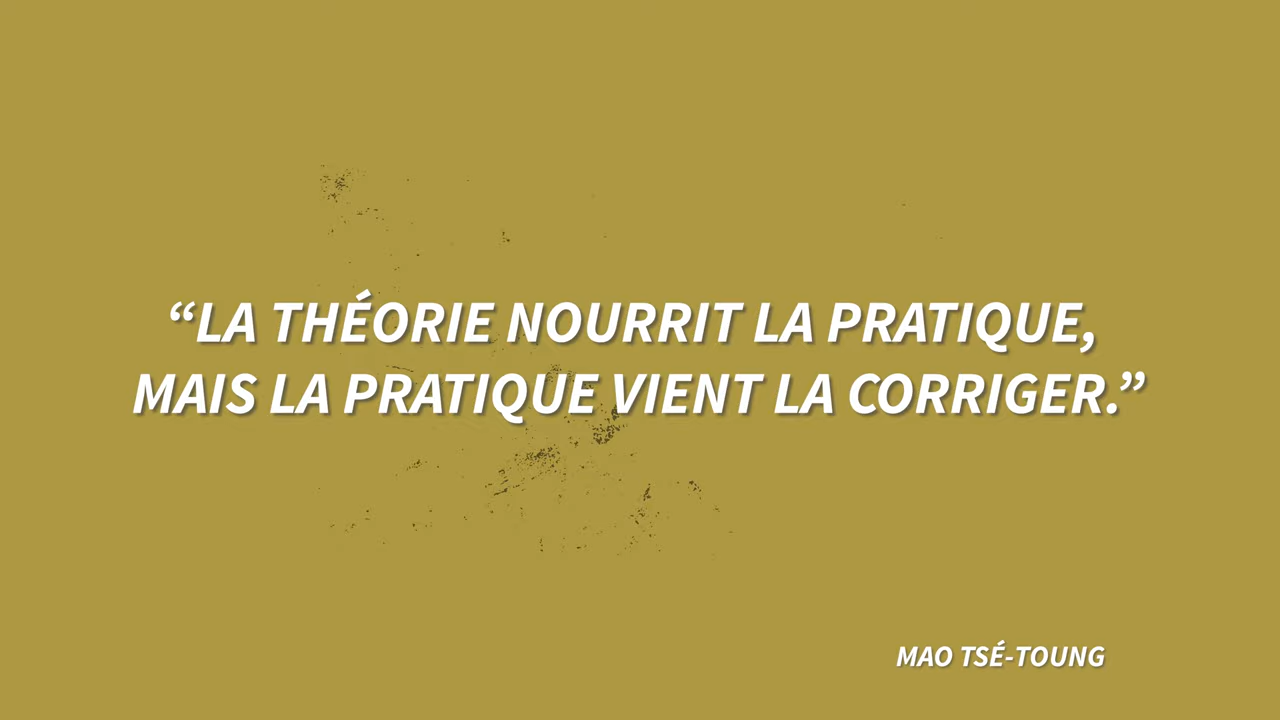 “LA THÉORIE NOURRIT LA PRATIQUE,
MAIS LA PRATIQUE VIENT LA CORRIGER.”
MAO TSÉ-TOUNG